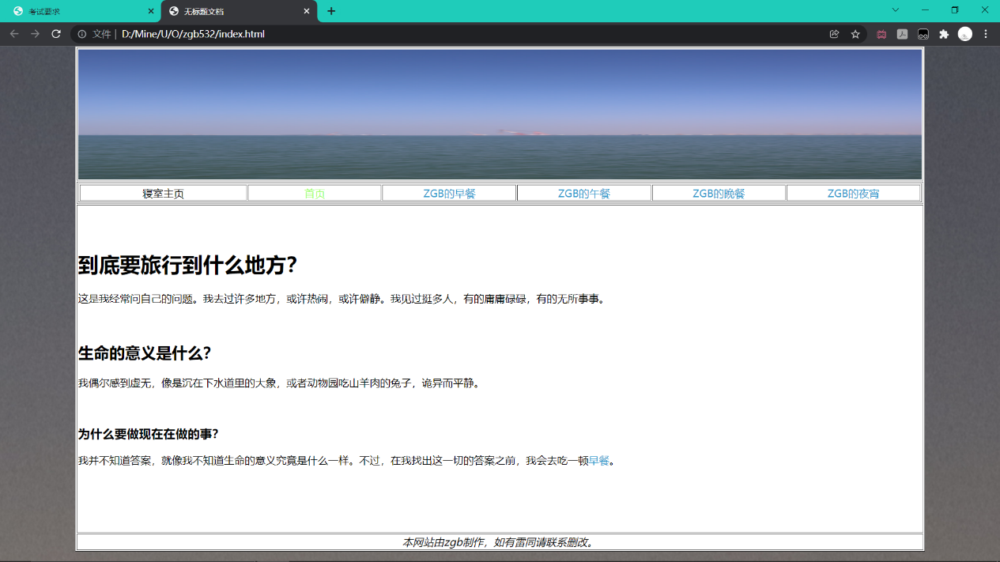 考试要求
无标题文档
文件 | D:/Mine/U/O/zgb532/index.html
寝室主页 首页 ZGB的早餐 ZGB的午餐 ZGB的晚餐 ZGB的夜宵
到底要旅行到什么地方?
这是我经常问自己的问题。我去过许多地方，或许热闹，或许僻静。我见过挺多人，有的庸庸碌碌，有的无所事事。
生命的意义是什么?
我偶尔感到虚无，像是沉在下水道里的大象，或者动物园吃山羊肉的兔子，诡异而平静。
为什么要做现在在做的事?
我并不知道答案，就像我不知道生命的意义究竟是什么一样。不过，在我找出这一切的答案之前，我会去吃一顿早餐。
本网站由zgb制作，如有雷同请联系删改。